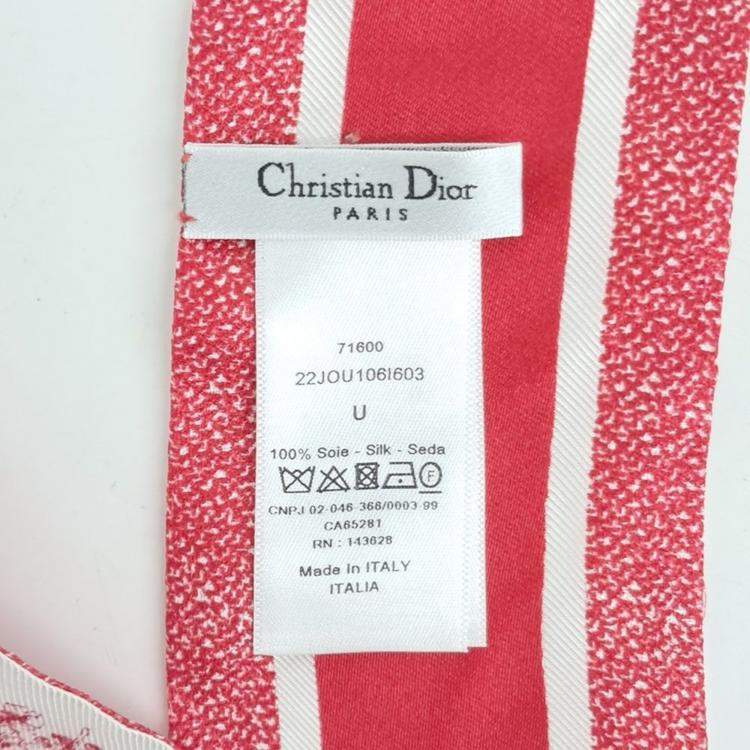 Christian Dior
PARIS
71600
22JOU106I603
U
100% Soie - Silk - Seda
F
CNPJ 02-046-366/0003-99
CA65281
RN : 143628
Made In ITALY
ITALIA